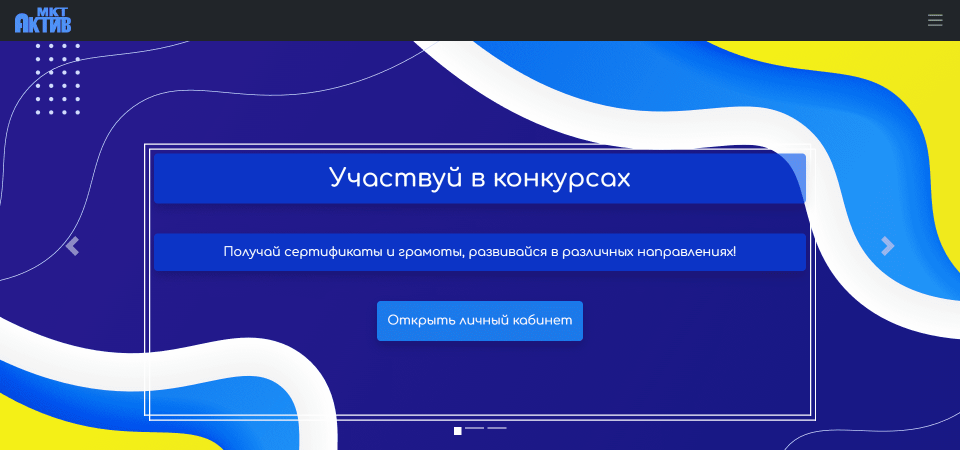 МКТ
АКТИВ
Участвуй в конкурсах
Получай сертификаты и грамоты, развивайся в различных направлениях!
Открыть личный кабинет